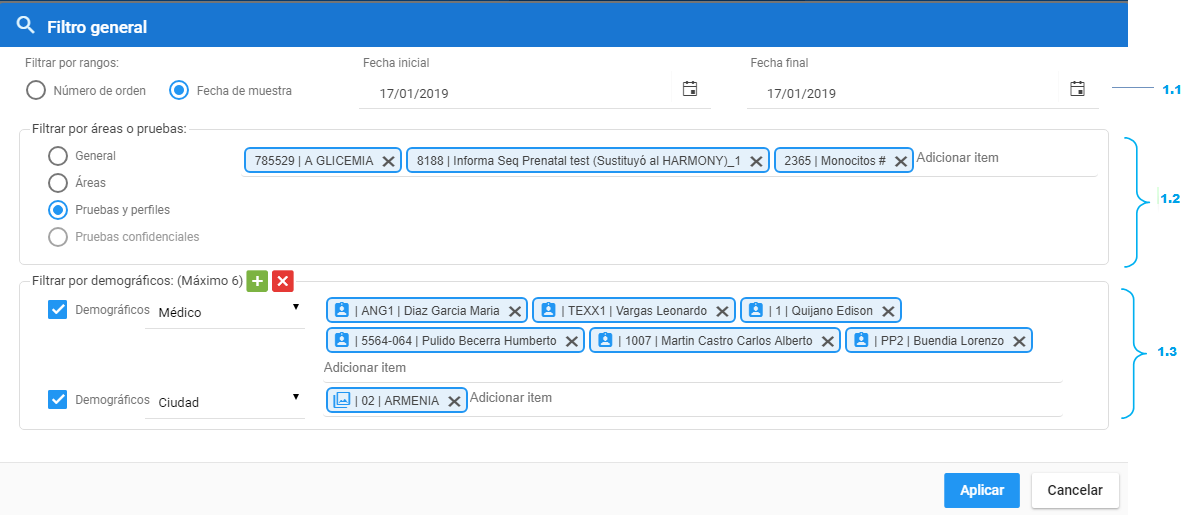 Filtro general
Filtrar por rangos:
Número de orden
Fecha de muestra
Fecha inicial
17/01/2019
Fecha final
17/01/2019
1.1
Filtrar por áreas o pruebas:
General
Áreas
Pruebas y perfiles
Pruebas confidenciales
785529 | A GLICEMIA
8188 | Informa Seq Prenatal test (Sustituyó al HARMONY)_1
2365 | Monocitos #
Adicionar item
1.2
Filtrar por demográficos: (Máximo 6)
Demográficos
Médico
| ANG1 | Diaz Garcia Maria
| TEXX1 | Vargas Leonardo
| 1 | Quijano Edison
| 5564-064 | Pulido Becerra Humberto
| 1007 | Martin Castro Carlos Alberto
| PP2 | Buendia Lorenzo
Adicionar item
1.3
Demográficos
Ciudad
| 02 | ARMENIA
Adicionar item
Aplicar
Cancelar